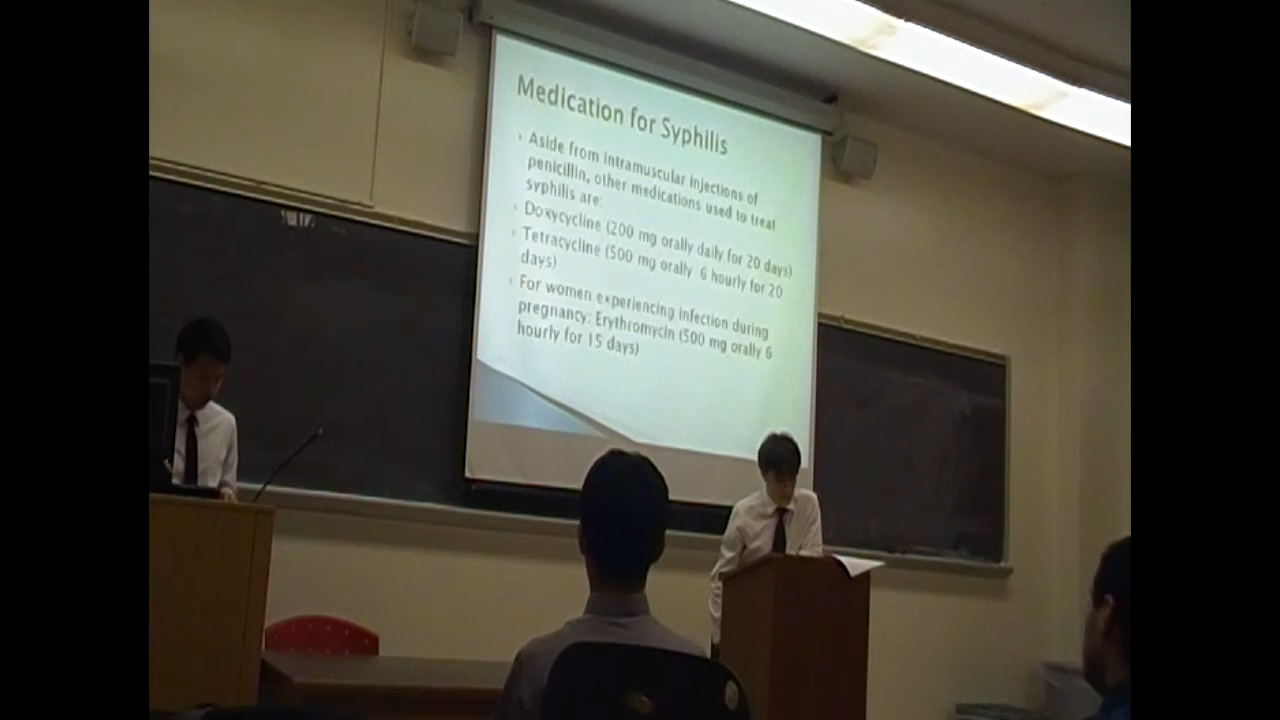 Medication for Syphilis
Aside from intramuscular injections of
penicillin, other medications used to treat
syphilis are:
Doxycycline (200 mg orally daily for 20 days)
Tetracycline (500 mg orally 6 hourly for 20
days)
For women experiencing infection during
pregnancy: Erythromycin (500 mg orally 6
hourly for 15 days)